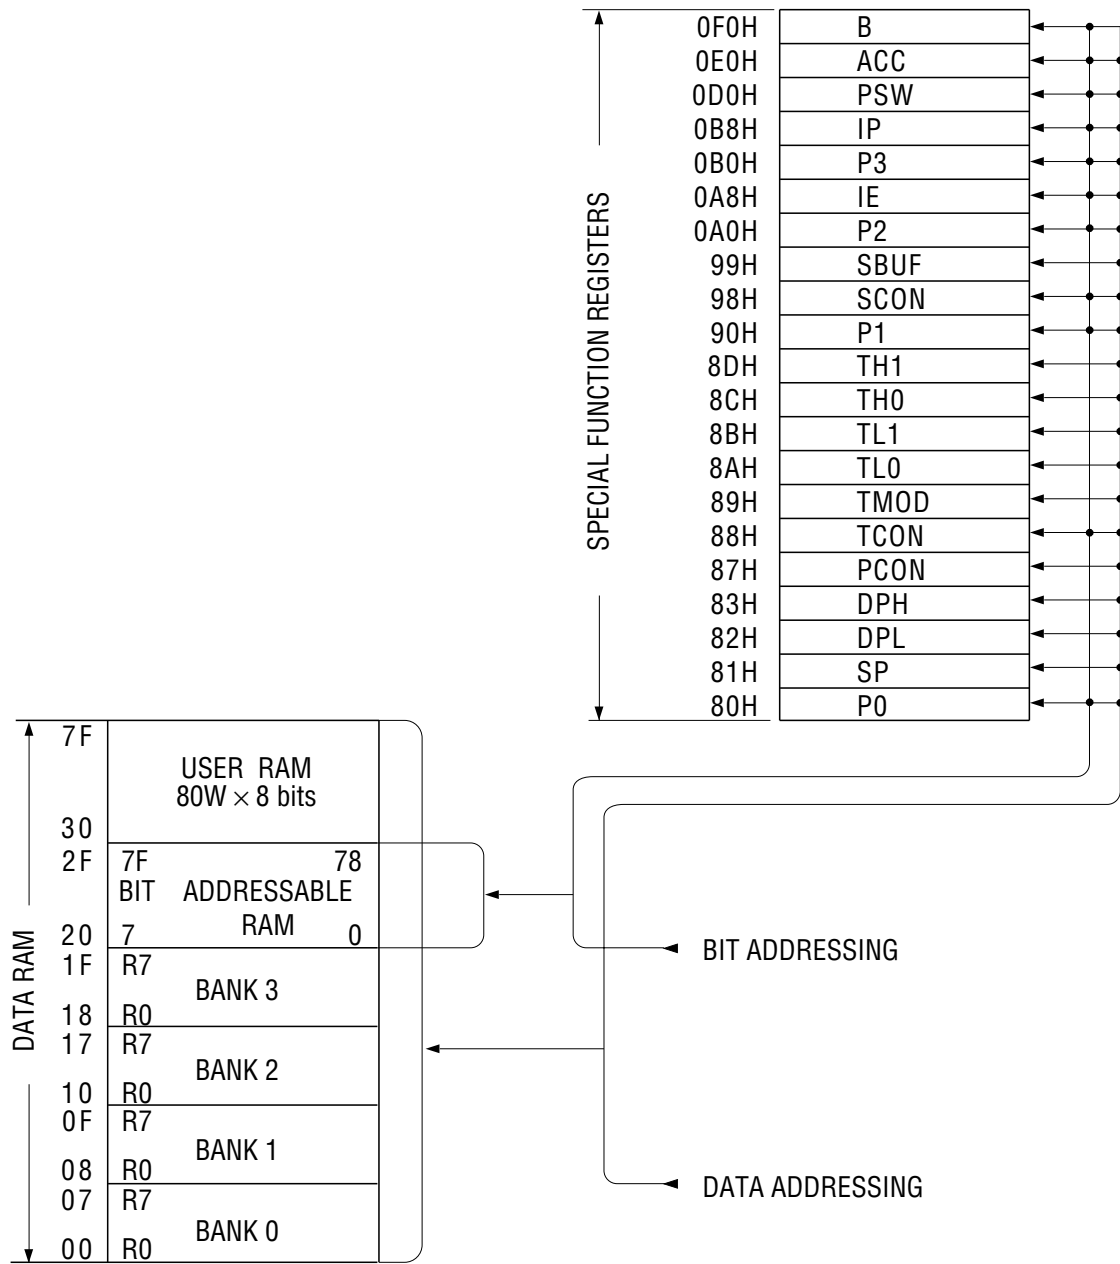 0F0H B
0E0H ACC
0D0H PSW
0B8H IP
0B0H P3
0A8H IE
0A0H P2
99H SBUF
98H SCON
90H P1
8DH TH1
8CH TH0
8BH TL1
8AH TL0
89H TMOD
88H TCON
87H PCON
83H DPH
82H DPL
81H SP
80H P0
SPECIAL FUNCTION REGISTERS
7F
USER RAM
80W × 8 bits
30
2F 7F 78
BIT ADDRESSABLE
RAM
20 7 0
1F R7
BANK 3
18 R0
17 R7
BANK 2
10 R0
0F R7
BANK 1
08 R0
07 R7
BANK 0
00 R0
DATA RAM
BIT ADDRESSING
DATA ADDRESSING